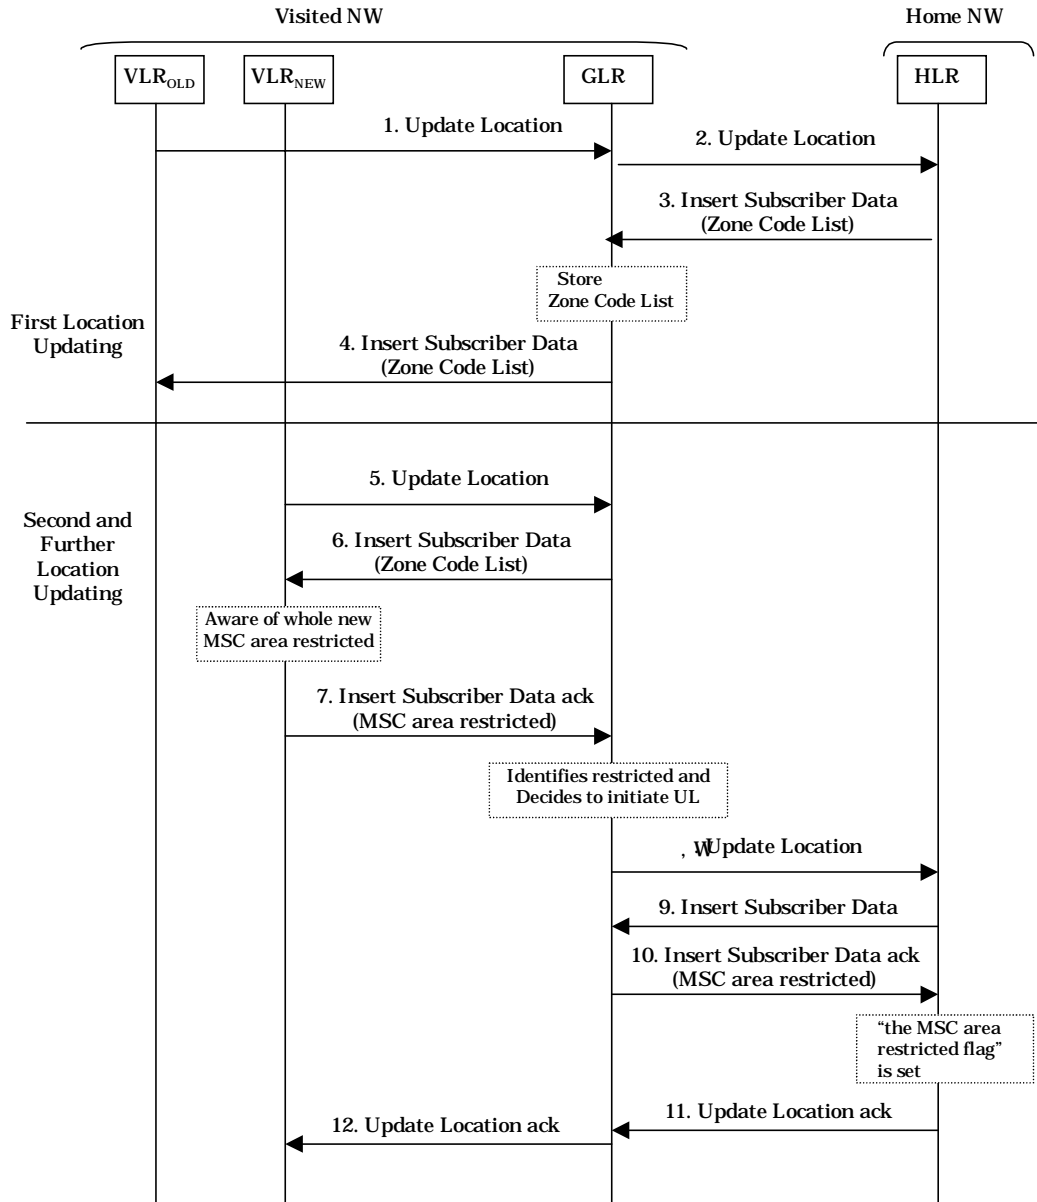 Visited NW
Home NW
VLROLD
VLRNEW
GLR
HLR
1. Update Location
2. Update Location
3. Insert Subscriber Data
(Zone Code List)
Store
Zone Code List
First Location
Updating
4. Insert Subscriber Data
(Zone Code List)
5. Update Location
Second and
Further
Location
Updating
6. Insert Subscriber Data
(Zone Code List)
Aware of whole new
MSC area restricted
7. Insert Subscriber Data ack
(MSC area restricted)
Identifies restricted and
Decides to initiate UL
Update Location
9. Insert Subscriber Data
10. Insert Subscriber Data ack
(MSC area restricted)
“the MSC area
restricted flag”
is set
11. Update Location ack
12. Update Location ack